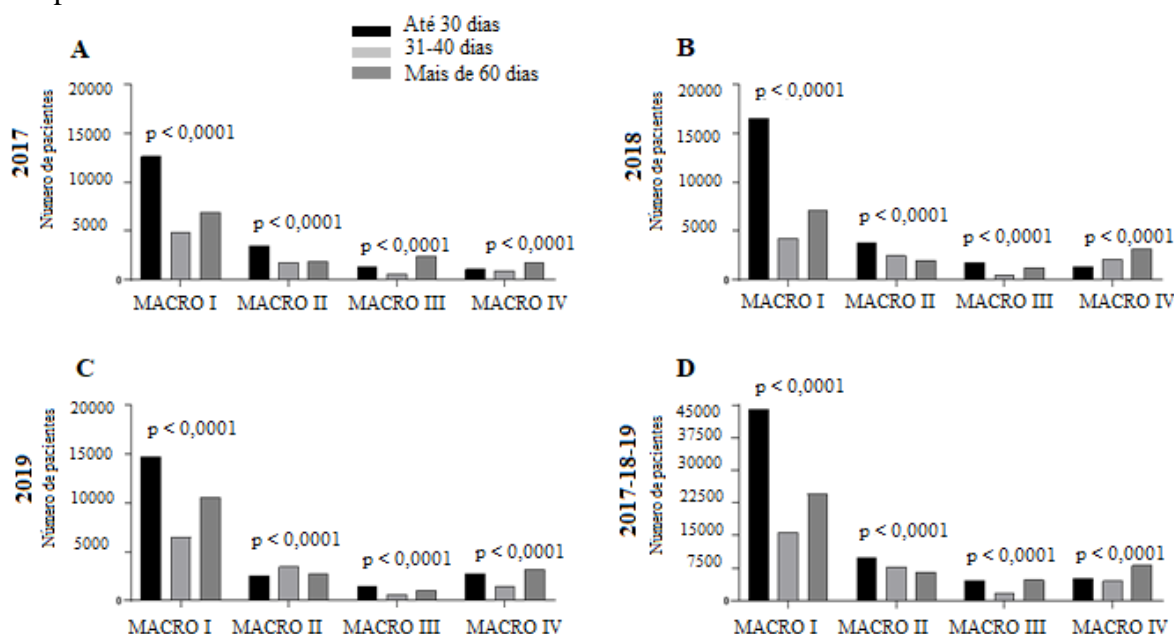 Até 30 dias
31-40 dias
Mais de 60 dias
A
2017
Número de pacientes
20000
15000
10000
5000
0
p < 0,0001
p < 0,0001
p < 0,0001
p < 0,0001
MACRO I
MACRO II
MACRO III
MACRO IV
B
2018
Número de pacientes
20000
15000
10000
5000
0
p < 0,0001
p < 0,0001
p < 0,0001
p < 0,0001
MACRO I
MACRO II
MACRO III
MACRO IV
C
2019
Número de pacientes
20000
15000
10000
5000
0
p < 0,0001
p < 0,0001
p < 0,0001
p < 0,0001
MACRO I
MACRO II
MACRO III
MACRO IV
D
2017-18-19
Número de pacientes
45000
37500
30000
22500
15000
7500
0
p < 0,0001
p < 0,0001
p < 0,0001
p < 0,0001
MACRO I
MACRO II
MACRO III
MACRO IV